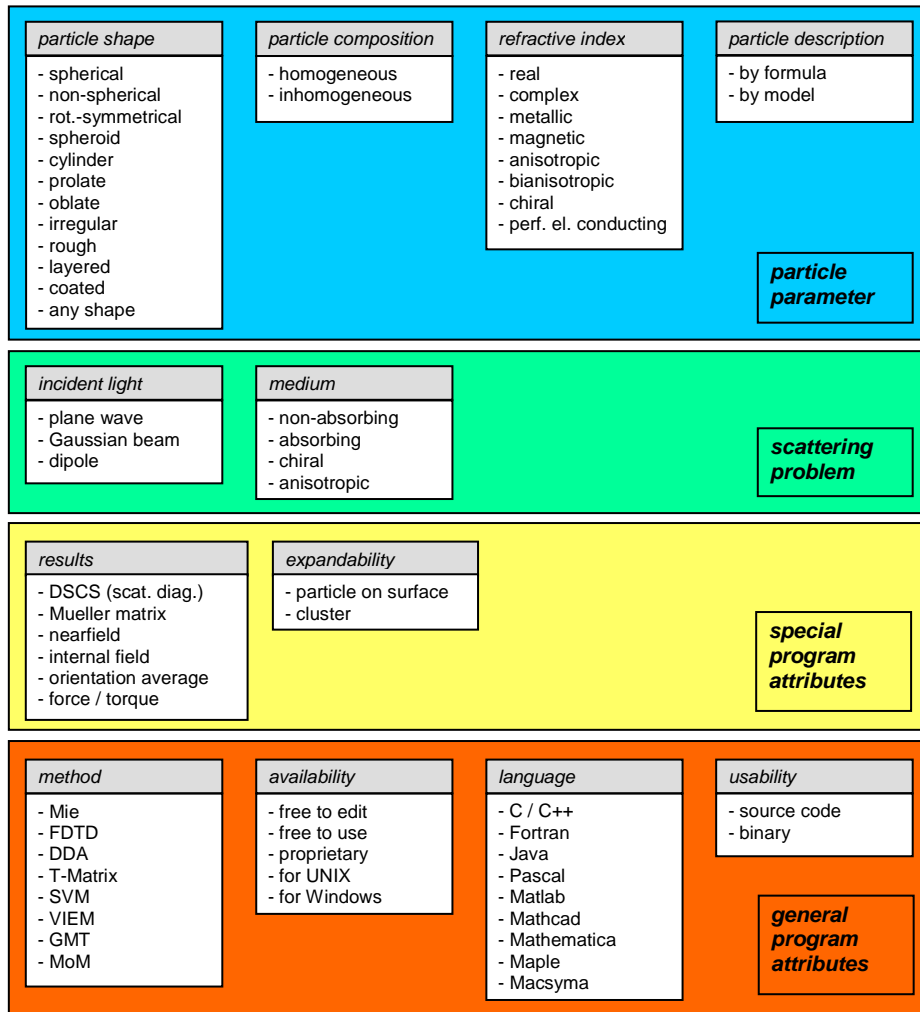 particle shape
- spherical
- non-spherical
- rot.-symmetrical
- spheroid
- cylinder
- prolate
- oblate
- irregular
- rough
- layered
- coated
- any shape
particle composition
- homogeneous
- inhomogeneous
refractive index
- real
- complex
- metallic
- magnetic
- anisotropic
- bianisotropic
- chiral
- perf. el. conducting
particle description
- by formula
- by model
particle
parameter
incident light
- plane wave
- Gaussian beam
- dipole
medium
- non-absorbing
- absorbing
- chiral
- anisotropic
scattering
problem
results
- DSCS (scat. diag.)
- Mueller matrix
- nearfield
- internal field
- orientation average
- force / torque
expandability
- particle on surface
- cluster
special
program
attributes
method
- Mie
- FDTD
- DDA
- T-Matrix
- SVM
- VIEM
- GMT
- MoM
availability
- free to edit
- free to use
- proprietary
- for UNIX
- for Windows
language
- C / C++
- Fortran
- Java
- Pascal
- Matlab
- Mathcad
- Mathematica
- Maple
- Macsyma
usability
- source code
- binary
general
program
attributes